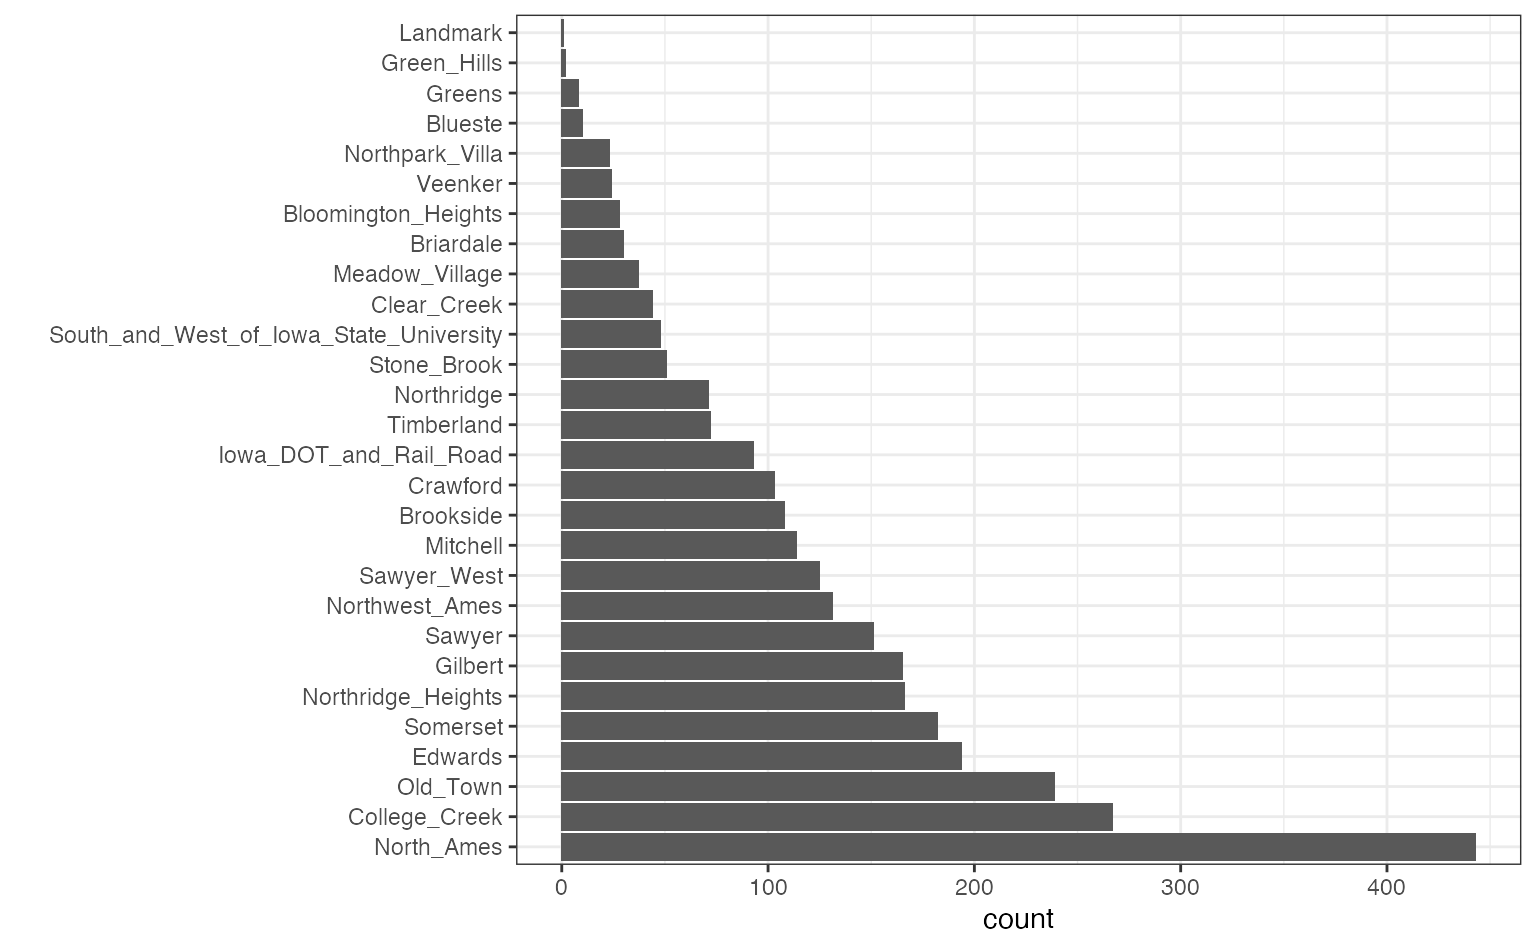 Landmark
Green_Hills
Greens
Blueste
Northpark_Villa
Veenker
Bloomington_Heights
Briardale
Meadow_Village
Clear_Creek
South_and_West_of_Iowa_State_University
Stone_Brook
Northridge
Timberland
Iowa_DOT_and_Rail_Road
Crawford
Brookside
Mitchell
Sawyer_West
Northwest_Ames
Sawyer
Gilbert
Northridge_Heights
Somerset
Edwards
Old_Town
College_Creek
North_Ames
0 100 200 300 400
count